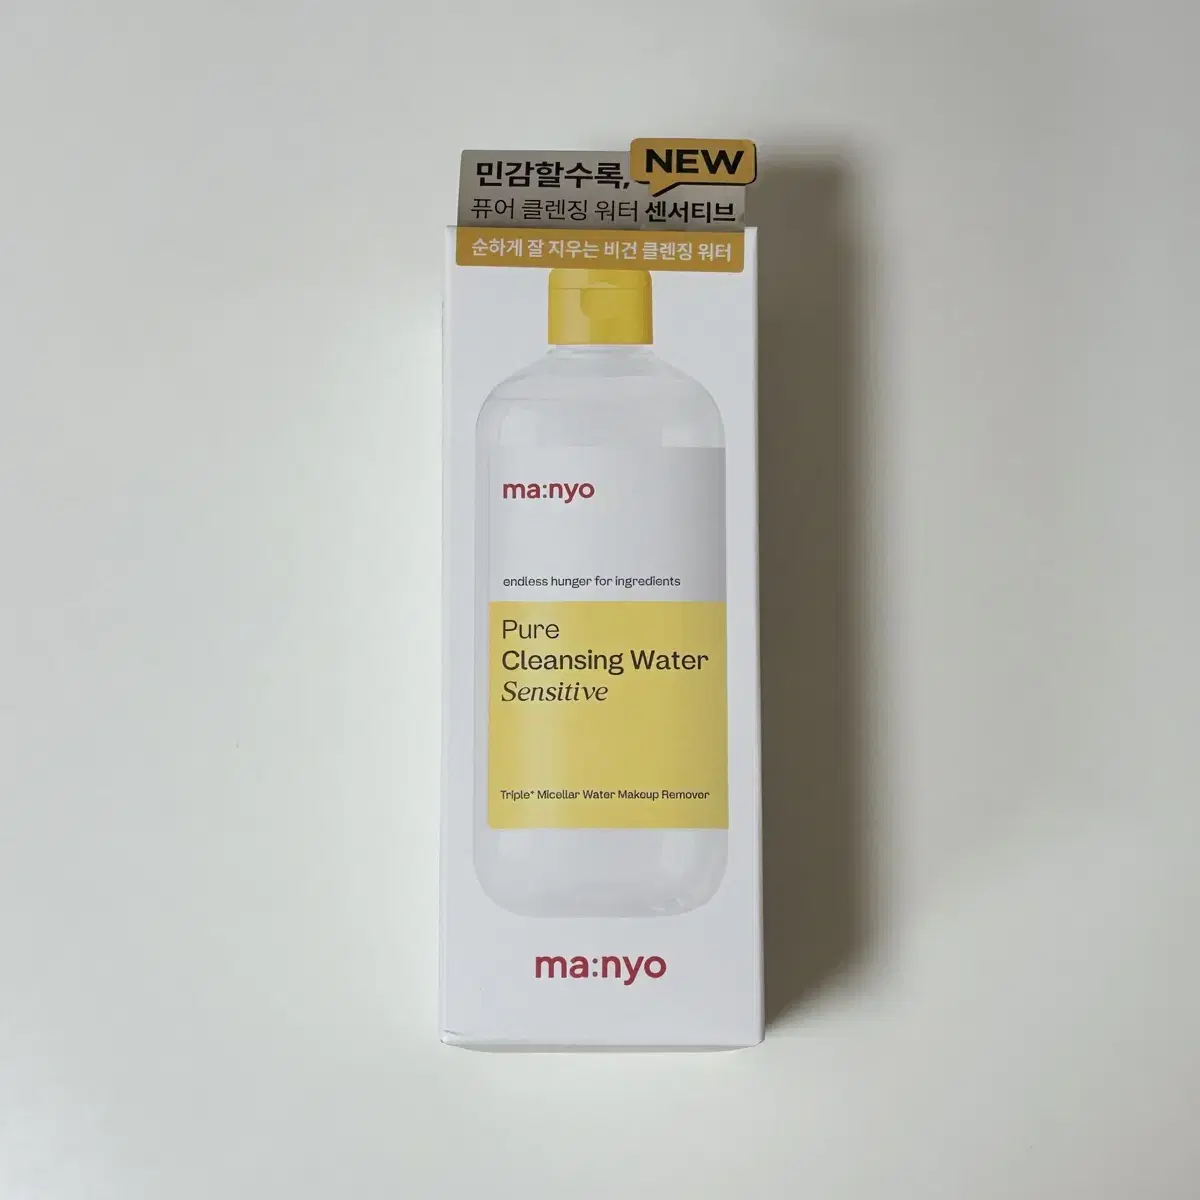 NEW
민감할수록,
퓨어 클렌징 워터 센서티브
순하게 잘 지우는 비건 클렌징 워터
ma:nyo
endless hunger for ingredients
Pure
Cleansing Water
Sensitive
Triple⁺ Micellar Water Makeup Remover
ma:nyo